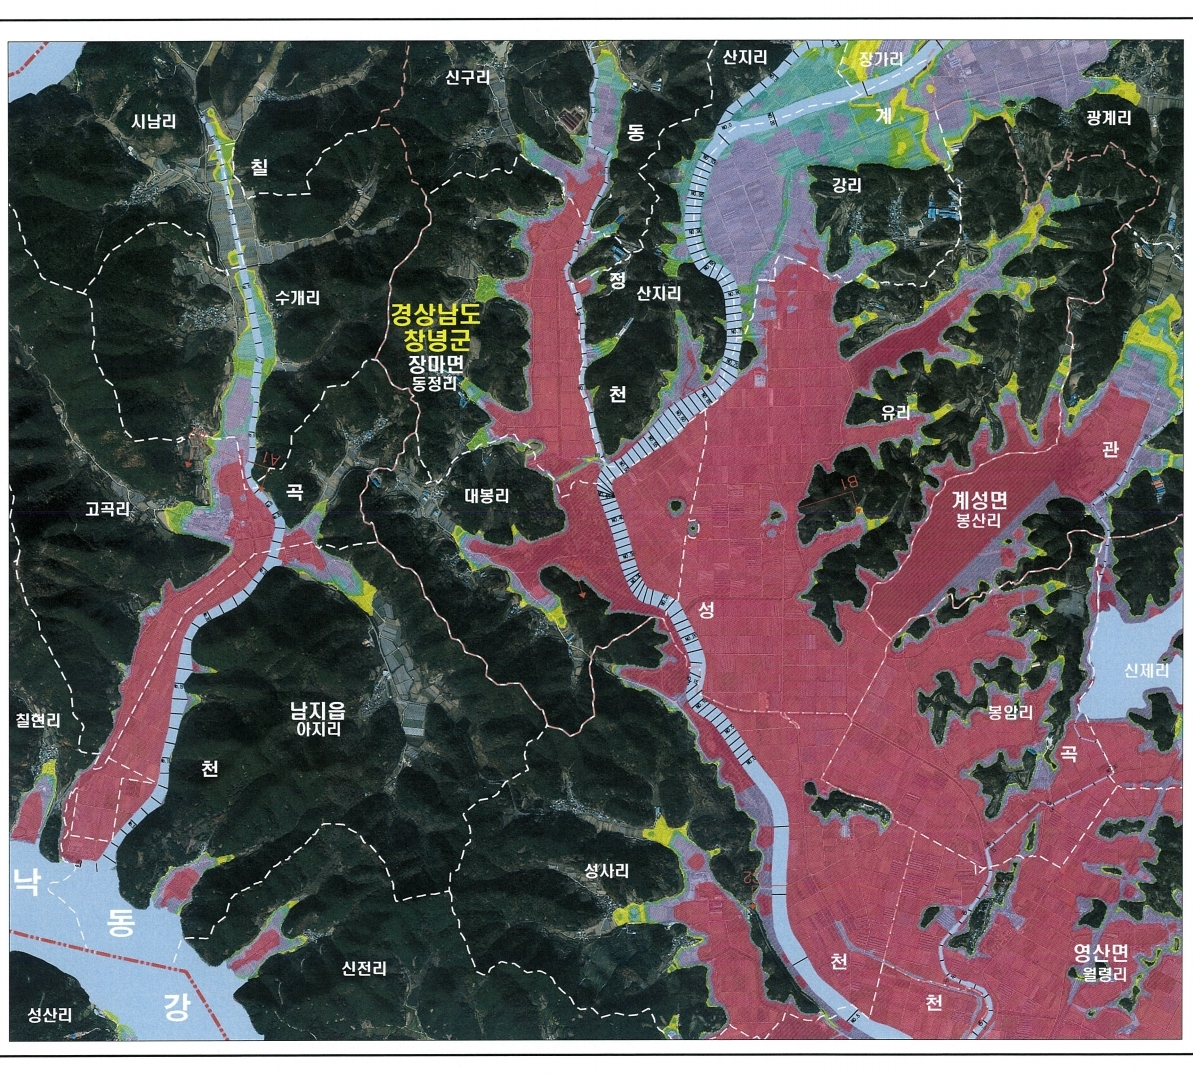 산지리
장가리
신구리
시남리
동
계
광계리
칠
강리
정
산지리
수개리
경상남도
창녕군
장마면
동정리
천
유리
관
A1
곡
대봉리
B1
계성면
봉산리
고곡리
성
신제리
남지읍
아지리
칠현리
봉암리
곡
천
낙
성사리
S2
동
영산면
월령리
천
신전리
천
강
성산리